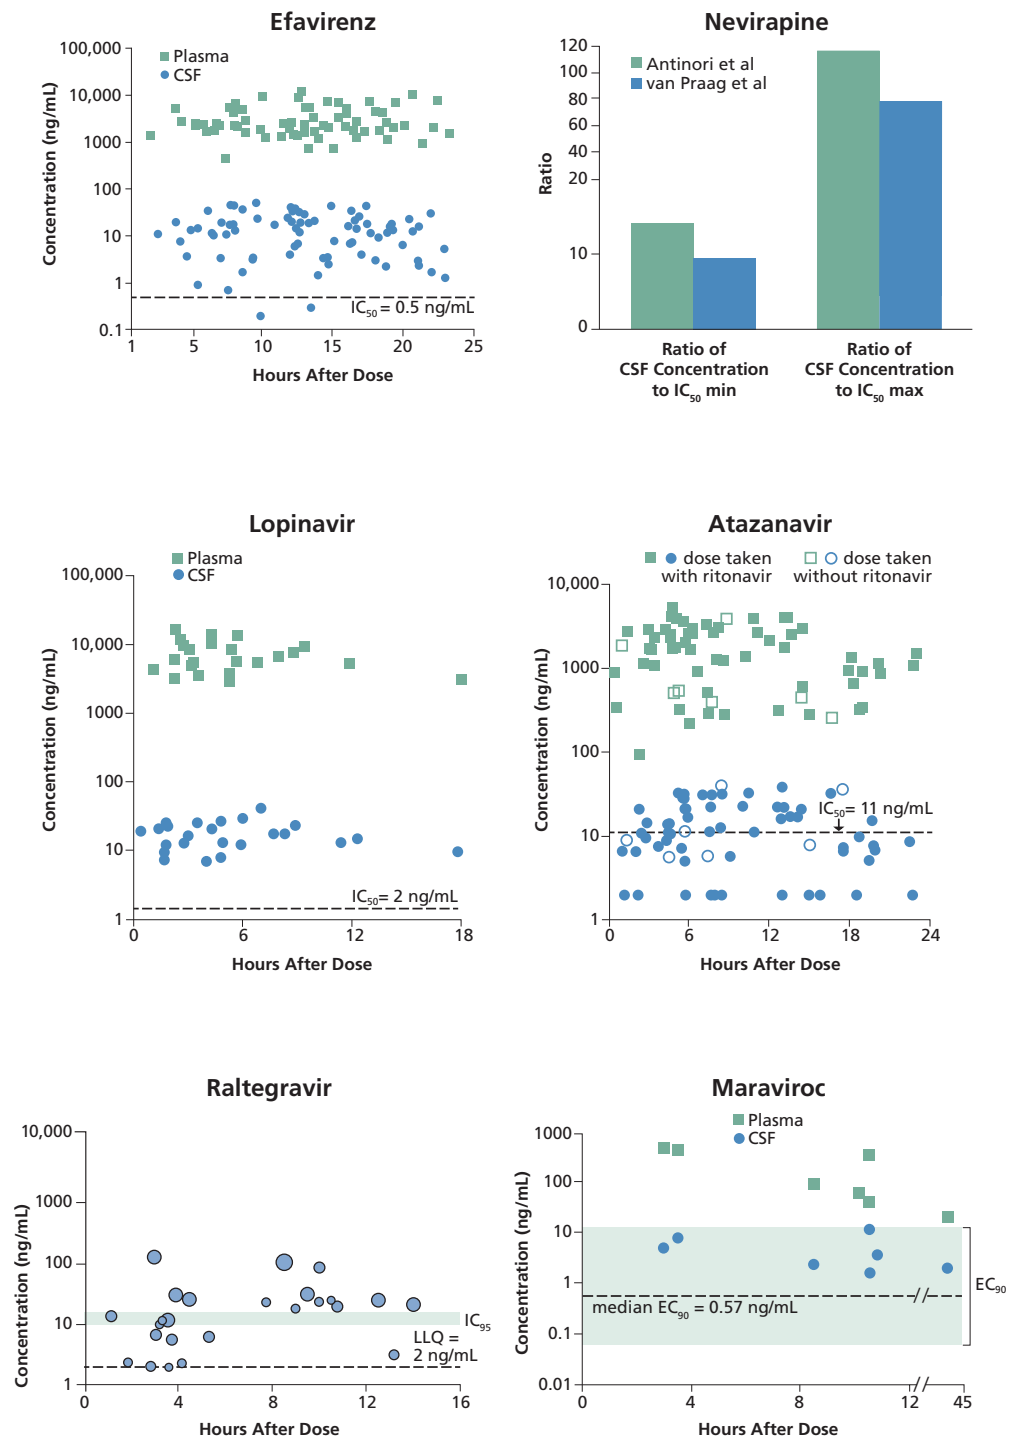 Efavirenz
Plasma
CSF
100,000
10,000
1000
100
10
1
0.1
Concentration (ng/mL)
IC50 = 0.5 ng/mL
1 5 10 15 20 25
Hours After Dose
Nevirapine
Antinori et al
van Praag et al
120
100
80
60
40
20
10
0
Ratio
Ratio of
CSF Concentration
to IC50 min
Ratio of
CSF Concentration
to IC50 max
Lopinavir
Plasma
CSF
100,000
10,000
1000
100
10
1
Concentration (ng/mL)
IC50= 2 ng/mL
0 6 12 18
Hours After Dose
Atazanavir
dose taken
with ritonavir
dose taken
without ritonavir
10,000
1000
100
10
1
Concentration (ng/mL)
IC50= 11 ng/mL
0 6 12 18 24
Hours After Dose
Raltegravir
10,000
1000
100
10
1
Concentration (ng/mL)
IC95
LLQ =
2 ng/mL
0 4 8 12 16
Hours After Dose
Maraviroc
Plasma
CSF
1000
100
10
1
0.1
0.01
Concentration (ng/mL)
EC90
median EC90 = 0.57 ng/mL
0 4 8 12 45
Hours After Dose